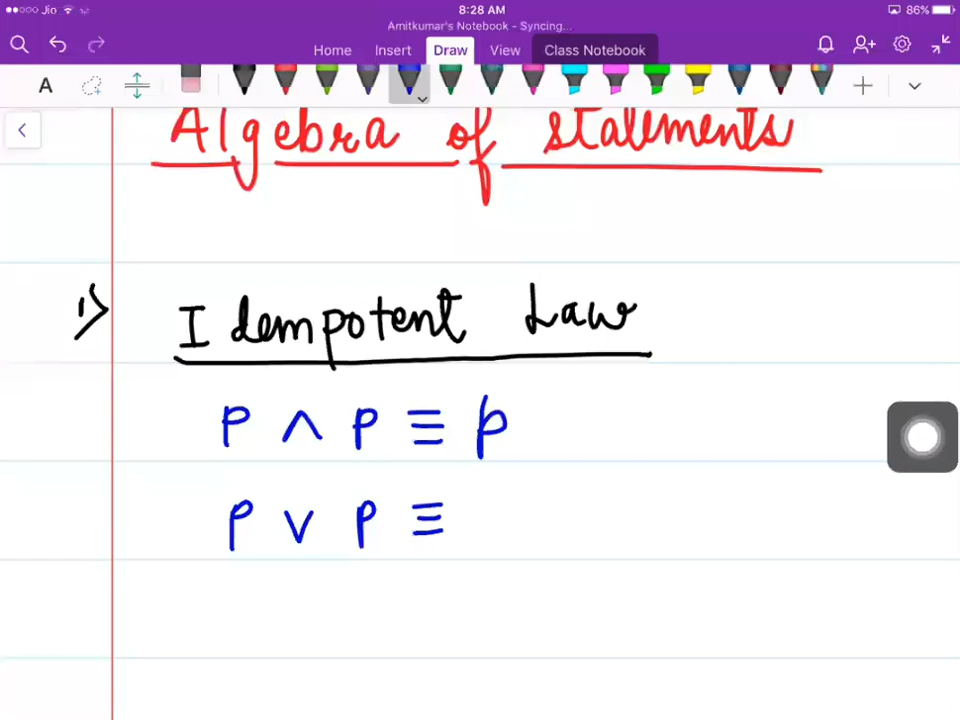 Jio 8:28 AM 86%
Amitkumar's Notebook - Syncing...
Home Insert Draw View Class Notebook
A
Algebra of statements
1) Idempotent Law
p ∧ p ≡ p
p ∨ p ≡